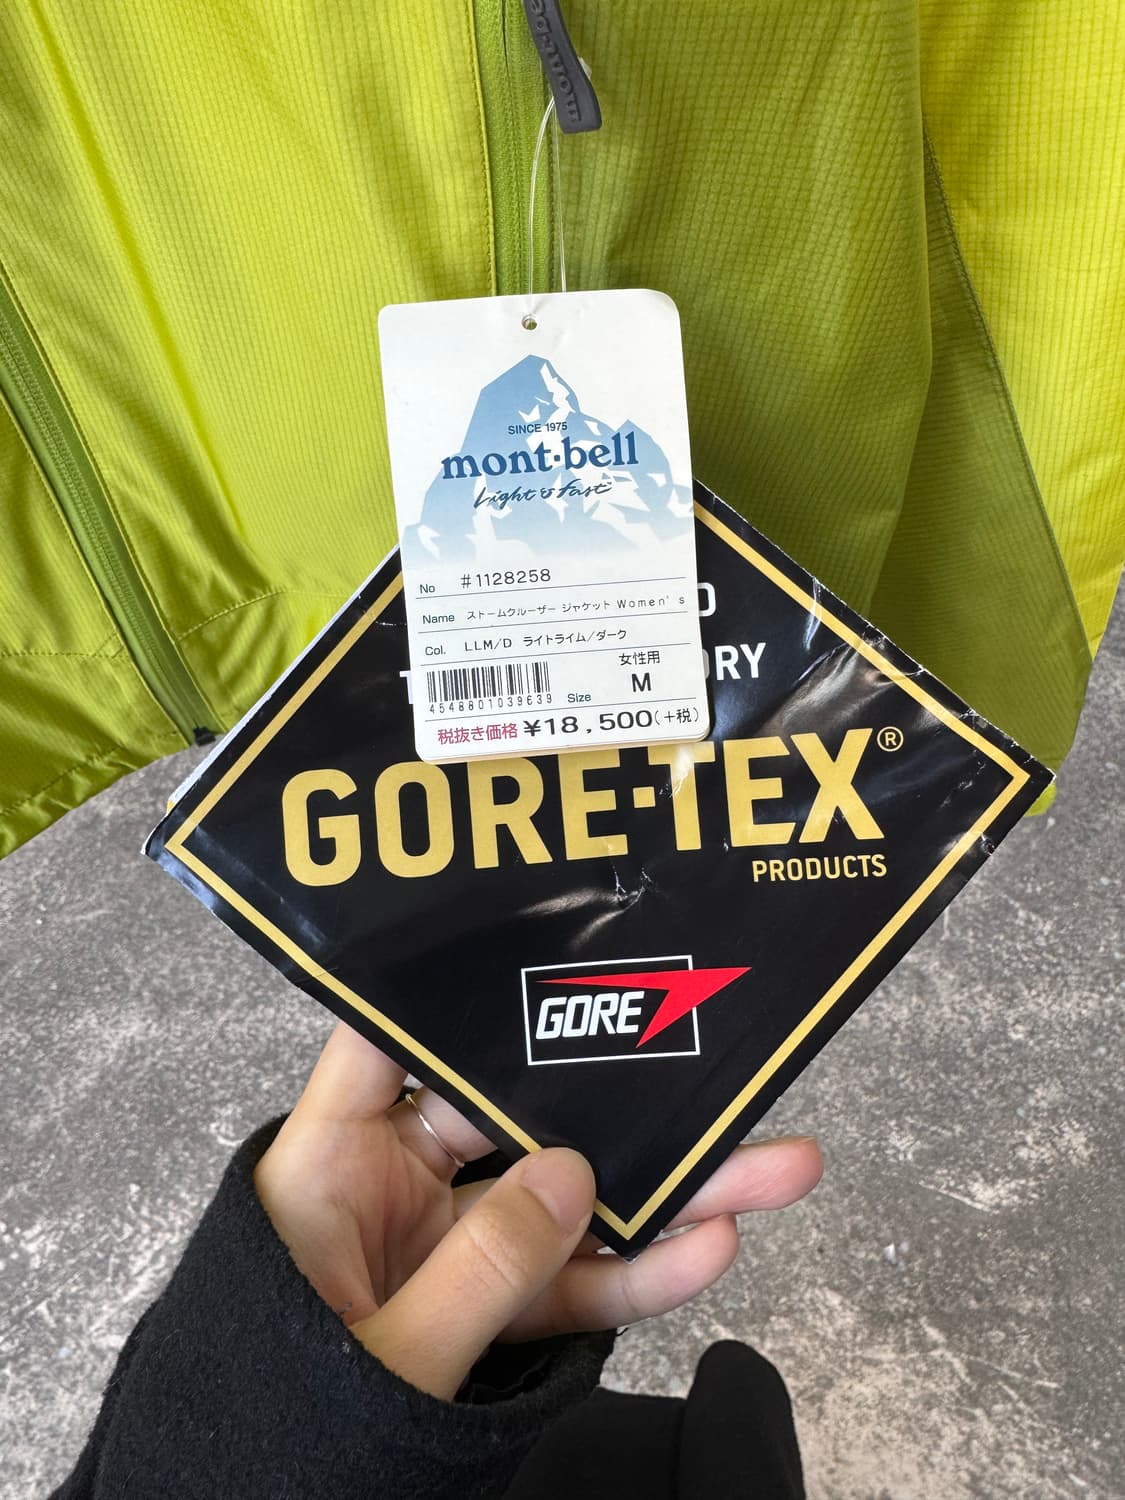 mont·bell
SINCE 1975
mont·bell
Light & Fast
No #1128258
Name ストームクルーザー ジャケット Women's
Col. LLM/D ライトライム/ダーク
女性用
4548801039639
Size M
税抜き価格 ¥18,500(+税)
GORE-TEX®
PRODUCTS
GORE